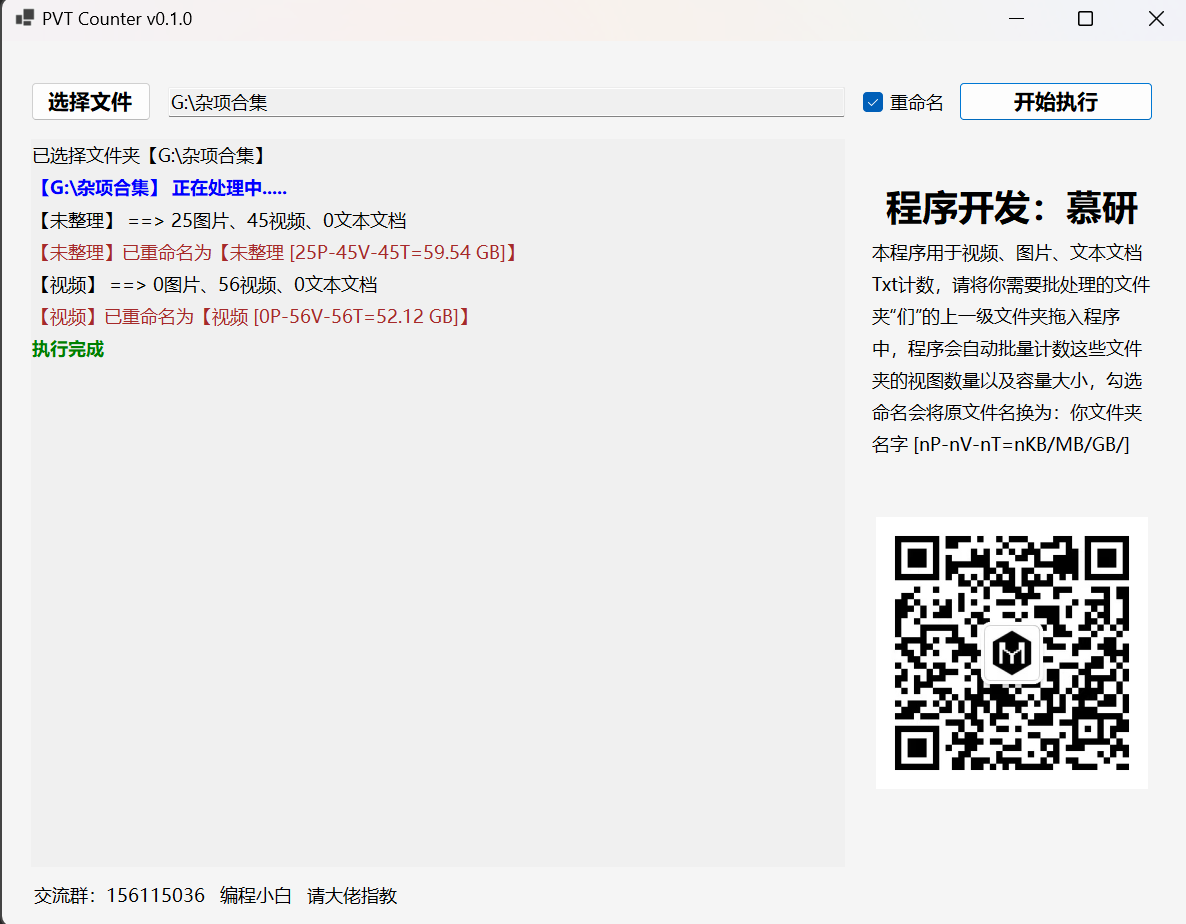 PVT Counter v0.1.0
选择文件
G:\杂项合集
重命名
开始执行
已选择文件夹【G:\杂项合集】
【G:\杂项合集】 正在处理中.....
【未整理】 ==> 25图片、45视频、0文本文档
【未整理】已重命名为【未整理 [25P-45V-45T=59.54 GB]】
【视频】 ==> 0图片、56视频、0文本文档
【视频】已重命名为【视频 [0P-56V-56T=52.12 GB]】
执行完成
程序开发：慕研
本程序用于视频、图片、文本文档
Txt计数，请将你需要批处理的文件
夹“们”的上一级文件夹拖入程序
中，程序会自动批量计数这些文件
夹的视图数量以及容量大小，勾选
命名会将原文件名换为：你文件夹
名字 [nP-nV-nT=nKB/MB/GB/]
交流群：156115036 编程小白 请大佬指教